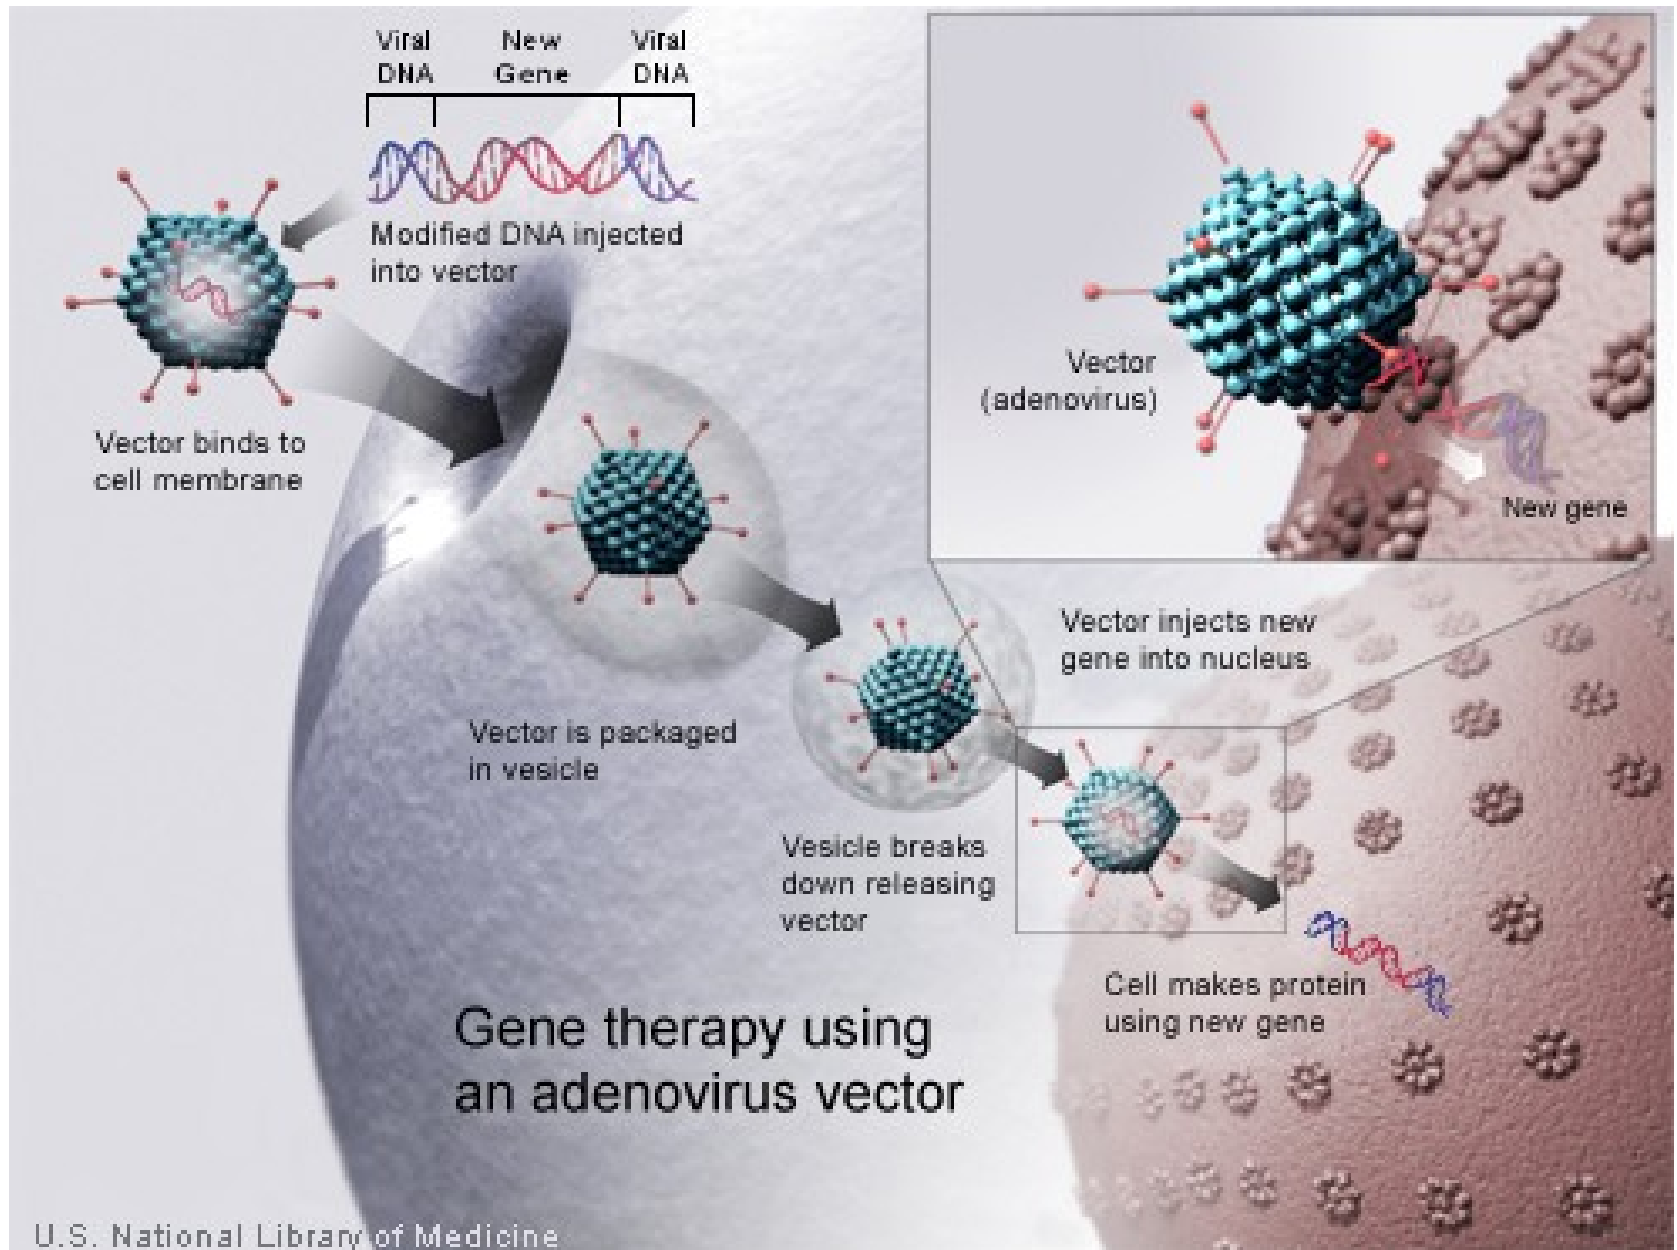 Viral
DNA
New
Gene
Viral
DNA
Modified DNA injected
into vector
Vector binds to
cell membrane
Vector
(adenovirus)
New gene
Vector injects new
gene into nucleus
Vector is packaged
in vesicle
Vesicle breaks
down releasing
vector
Cell makes protein
using new gene
Gene therapy using
an adenovirus vector
U.S. National Library of Medicine